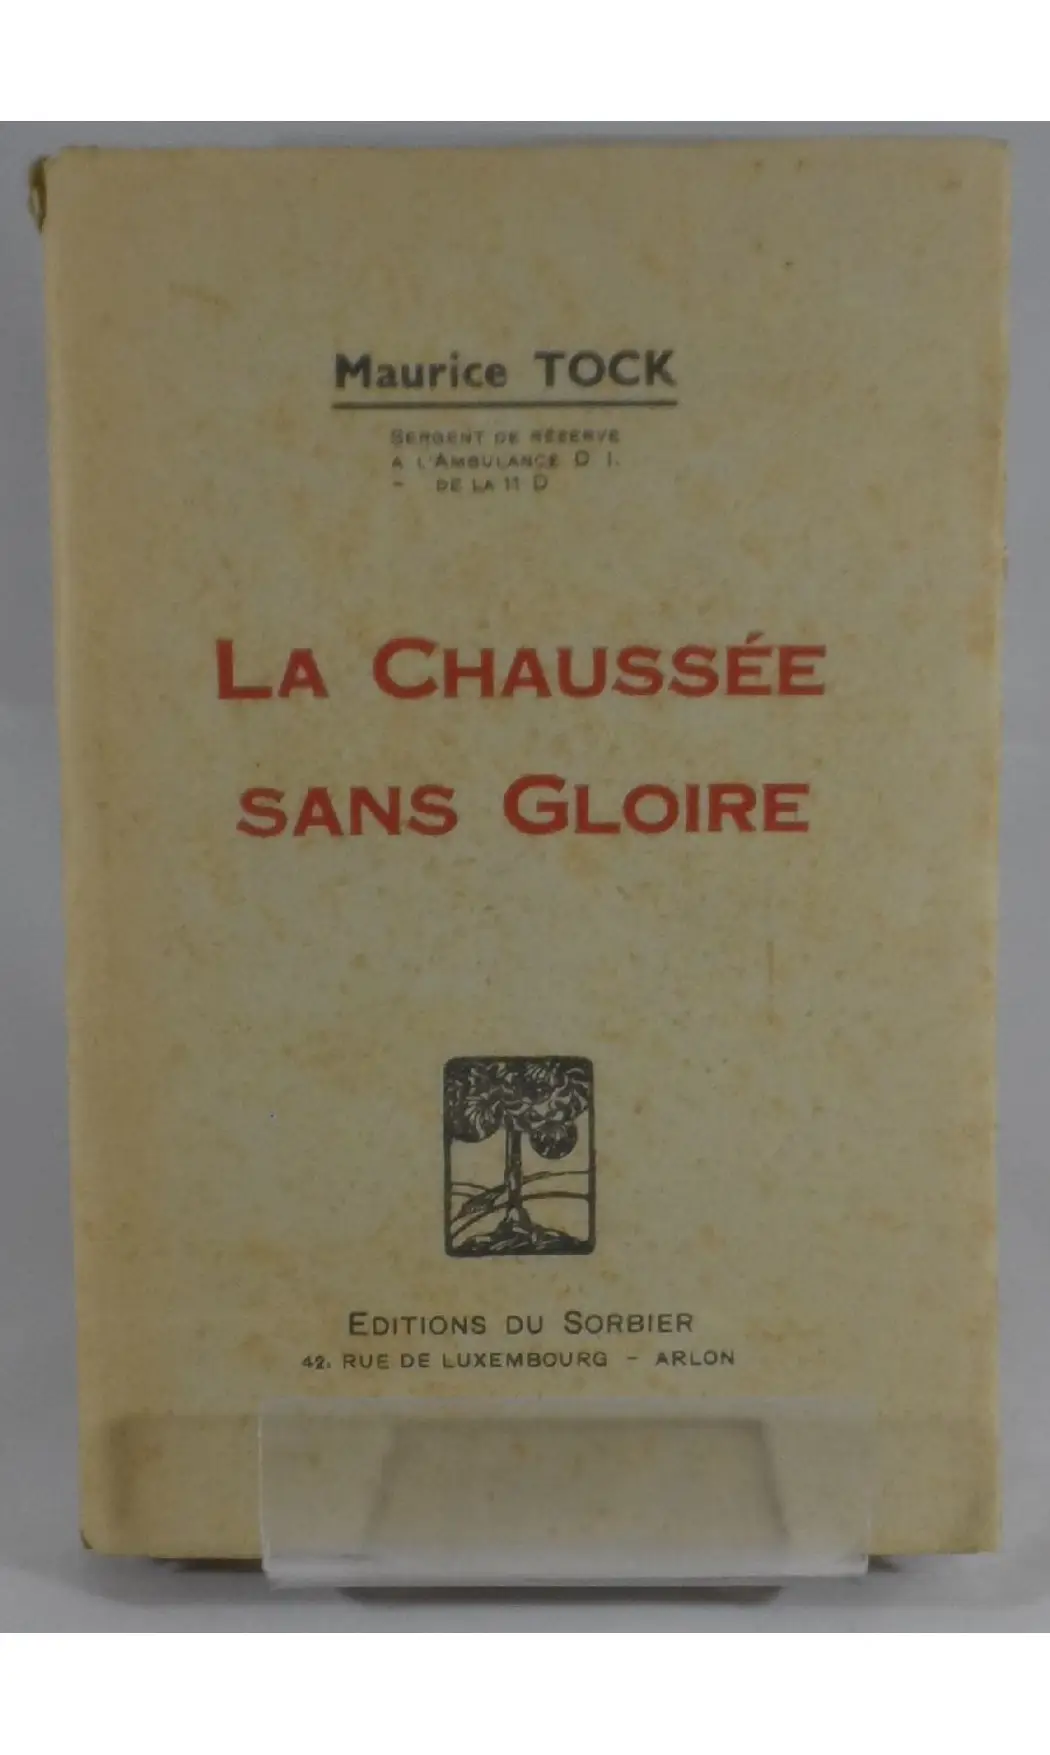 Maurice TOCK
SERGENT DE RÉSERVE
A L'AMBULANCE D I.
- DE LA 11 D
LA CHAUSSÉE
SANS GLOIRE
EDITIONS DU SORBIER
42, RUE DE LUXEMBOURG - ARLON